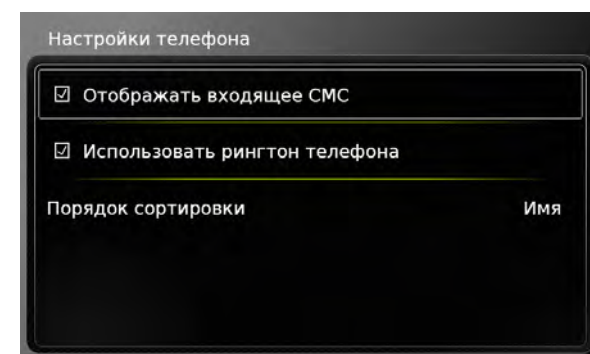 Настройки телефона
Отображать входящее СМС
Использовать рингтон телефона
Порядок сортировки Имя